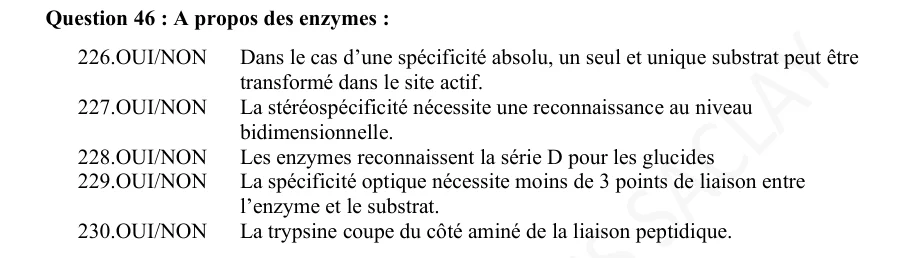 Question 46 : A propos des enzymes :
226.OUI/NON Dans le cas d'une spécificité absolu, un seul et unique substrat peut être
transformé dans le site actif.
227.OUI/NON La stéréospécificité nécessite une reconnaissance au niveau
bidimensionnelle.
228.OUI/NON Les enzymes reconnaissent la série D pour les glucides
229.OUI/NON La spécificité optique nécessite moins de 3 points de liaison entre
l'enzyme et le substrat.
230.OUI/NON La trypsine coupe du côté aminé de la liaison peptidique.
SACLAY